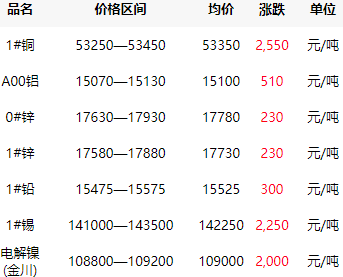 品名 价格区间 均价 涨跌 单位
1#铜 53250—53450 53350 2,550 元/吨
A00铝 15070—15130 15100 510 元/吨
0#锌 17630—17930 17780 230 元/吨
1#锌 17580—17880 17730 230 元/吨
1#铅 15475—15575 15525 300 元/吨
1#锡 141000—143500 142250 2,250 元/吨
电解镍
(金川) 108800—109200 109000 2,000 元/吨